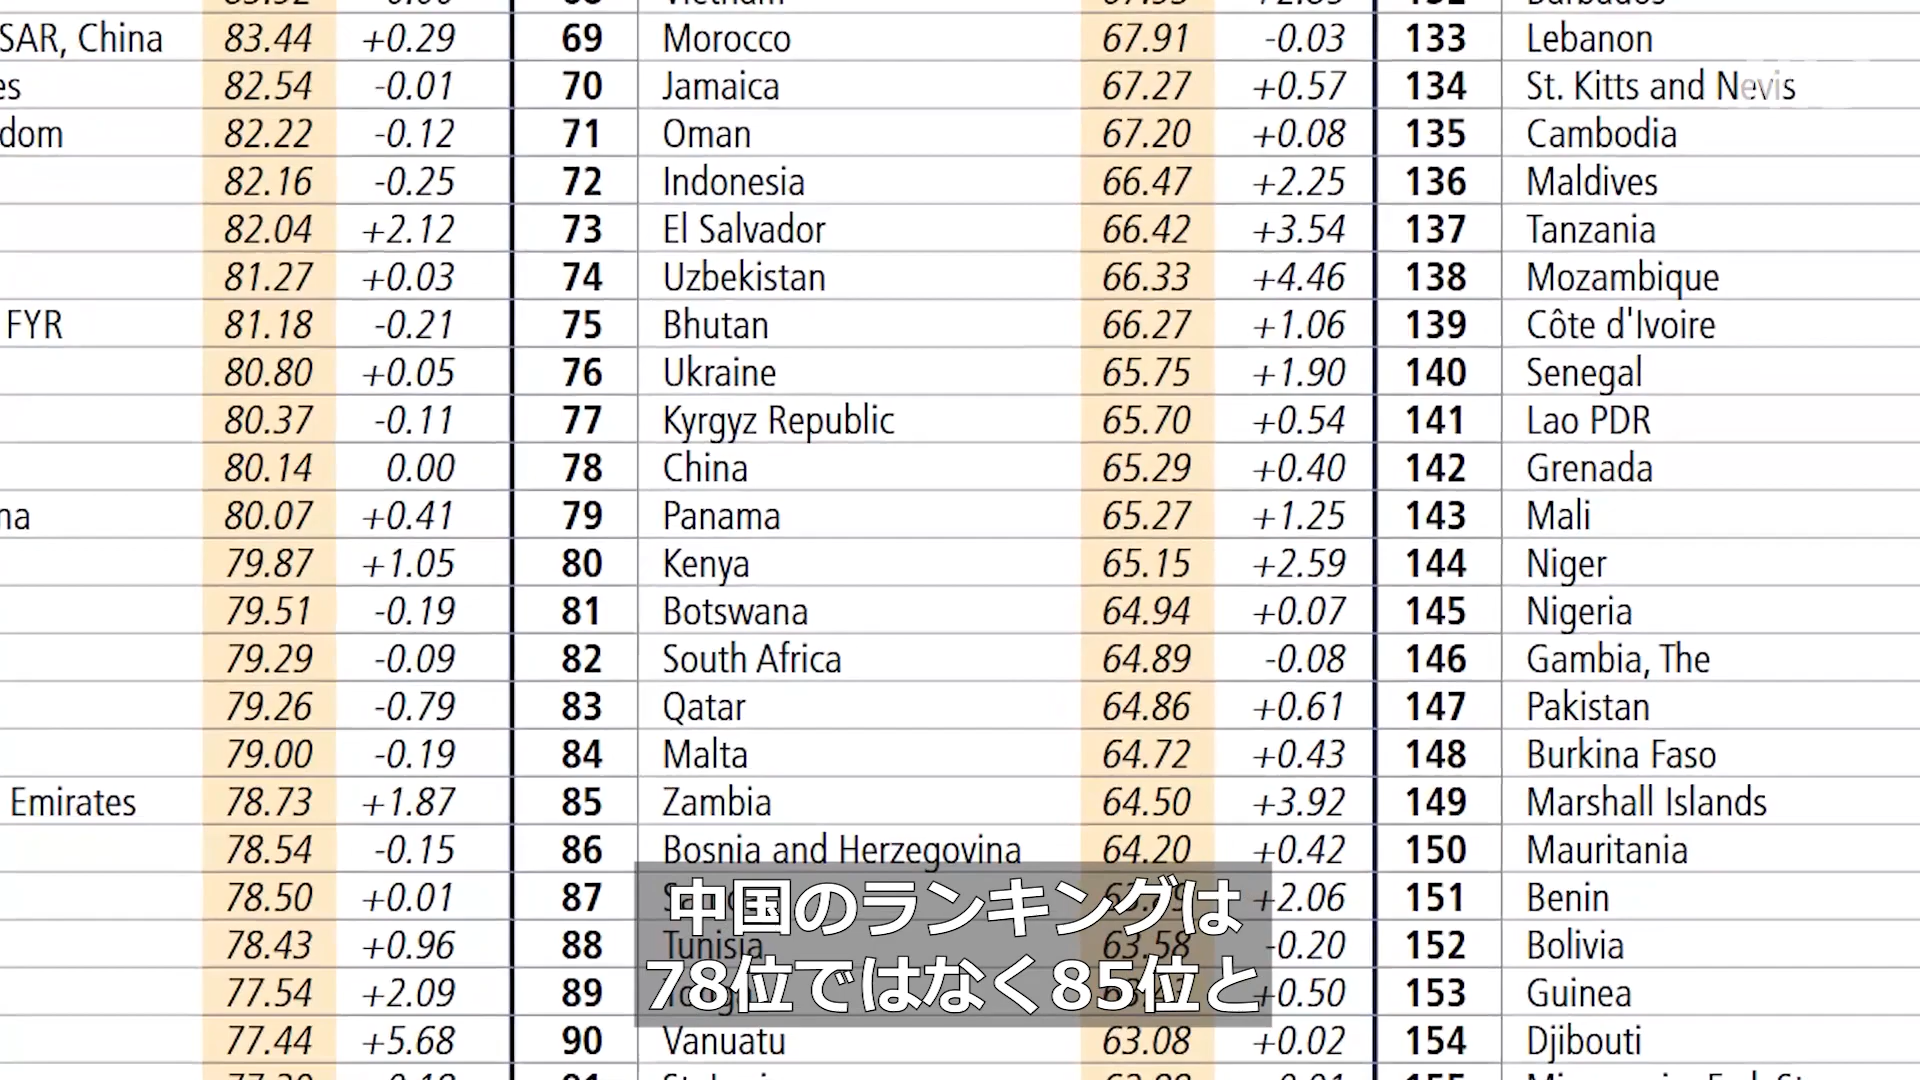 SAR, China 83.44 +0.29 69 Morocco 67.91 -0.03 133 Lebanon
82.54 -0.01 70 Jamaica 67.27 +0.57 134 St. Kitts and Nevis
82.22 -0.12 71 Oman 67.20 +0.08 135 Cambodia
82.16 -0.25 72 Indonesia 66.47 +2.25 136 Maldives
82.04 +2.12 73 El Salvador 66.42 +3.54 137 Tanzania
81.27 +0.03 74 Uzbekistan 66.33 +4.46 138 Mozambique
FYR 81.18 -0.21 75 Bhutan 66.27 +1.06 139 Côte d'Ivoire
80.80 +0.05 76 Ukraine 65.75 +1.90 140 Senegal
80.37 -0.11 77 Kyrgyz Republic 65.70 +0.54 141 Lao PDR
80.14 0.00 78 China 65.29 +0.40 142 Grenada
80.07 +0.41 79 Panama 65.27 +1.25 143 Mali
79.87 +1.05 80 Kenya 65.15 +2.59 144 Niger
79.51 -0.19 81 Botswana 64.94 +0.07 145 Nigeria
79.29 -0.09 82 South Africa 64.89 -0.08 146 Gambia, The
79.26 -0.79 83 Qatar 64.86 +0.61 147 Pakistan
79.00 -0.19 84 Malta 64.72 +0.43 148 Burkina Faso
Emirates 78.73 +1.87 85 Zambia 64.50 +3.92 149 Marshall Islands
78.54 -0.15 86 Bosnia and Herzegovina 64.20 +0.42 150 Mauritania
78.50 +0.01 87 +2.06 151 Benin
78.43 +0.96 88 Tunisia 63.58 -0.20 152 Bolivia
77.54 +2.09 89 +0.50 153 Guinea
77.44 +5.68 90 Vanuatu 63.08 +0.02 154 Djibouti
中国のランキングは
78位ではなく85位と